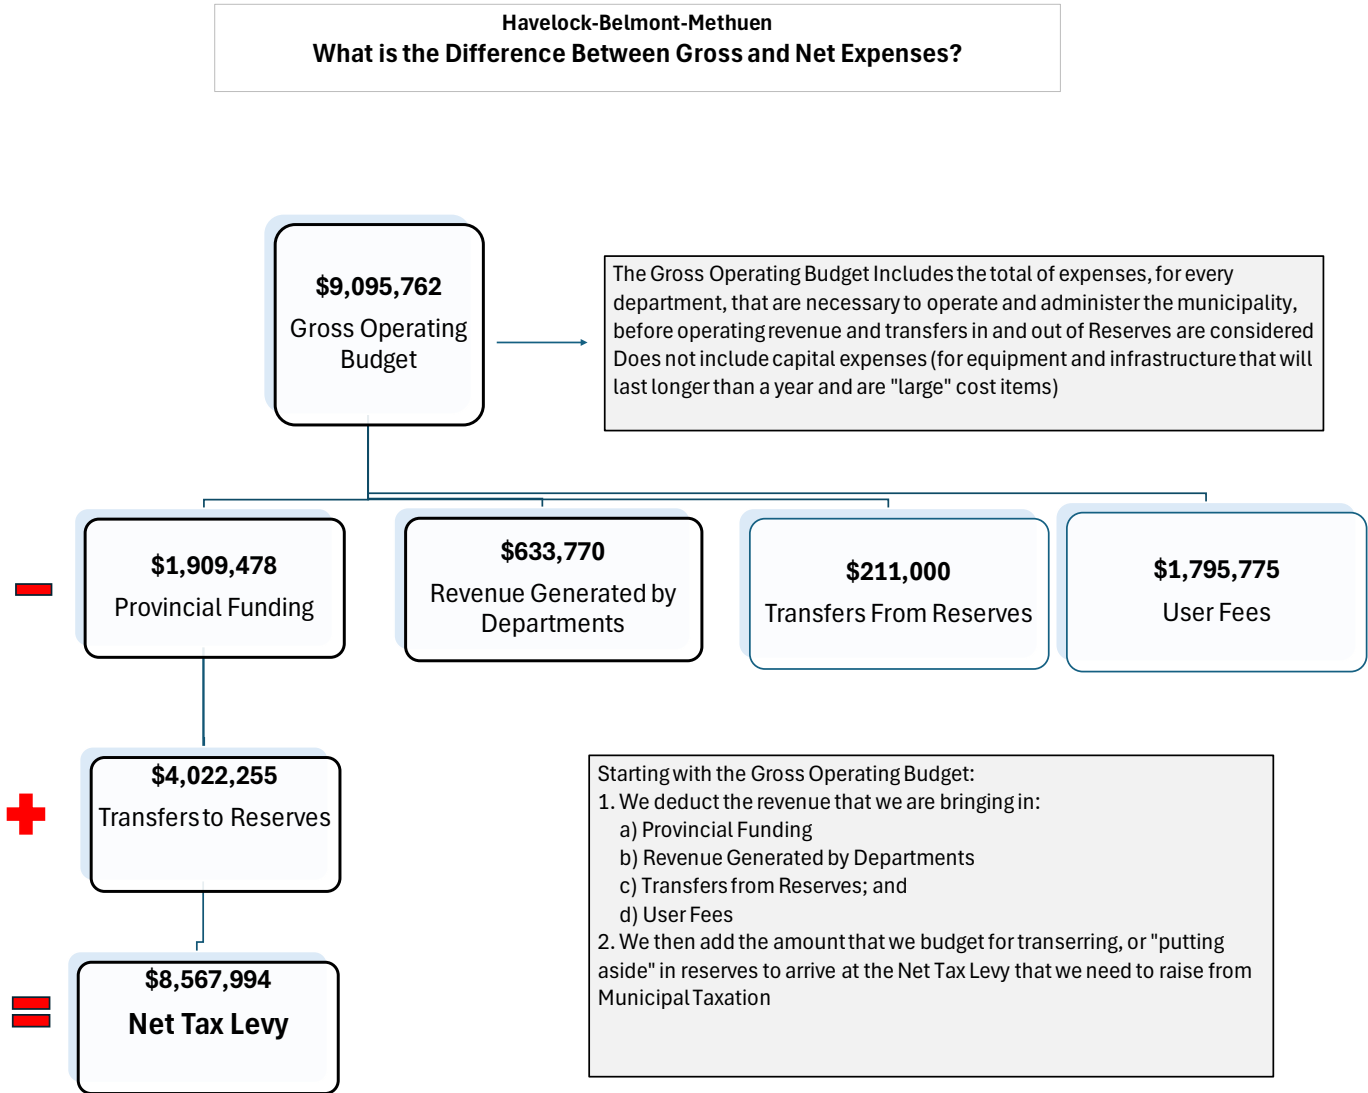 Havelock-Belmont-Methuen
What is the Difference Between Gross and Net Expenses?
$9,095,762
Gross Operating
Budget
The Gross Operating Budget Includes the total of expenses, for every
department, that are necessary to operate and administer the municipality,
before operating revenue and transfers in and out of Reserves are considered
Does not include capital expenses (for equipment and infrastructure that will
last longer than a year and are "large" cost items)
$1,909,478
Provincial Funding
$633,770
Revenue Generated by
Departments
$211,000
Transfers From Reserves
$1,795,775
User Fees
$4,022,255
Transfers to Reserves
Starting with the Gross Operating Budget:
1. We deduct the revenue that we are bringing in:
a) Provincial Funding
b) Revenue Generated by Departments
c) Transfers from Reserves; and
d) User Fees
2. We then add the amount that we budget for transerring, or "putting
aside" in reserves to arrive at the Net Tax Levy that we need to raise from
Municipal Taxation
$8,567,994
Net Tax Levy